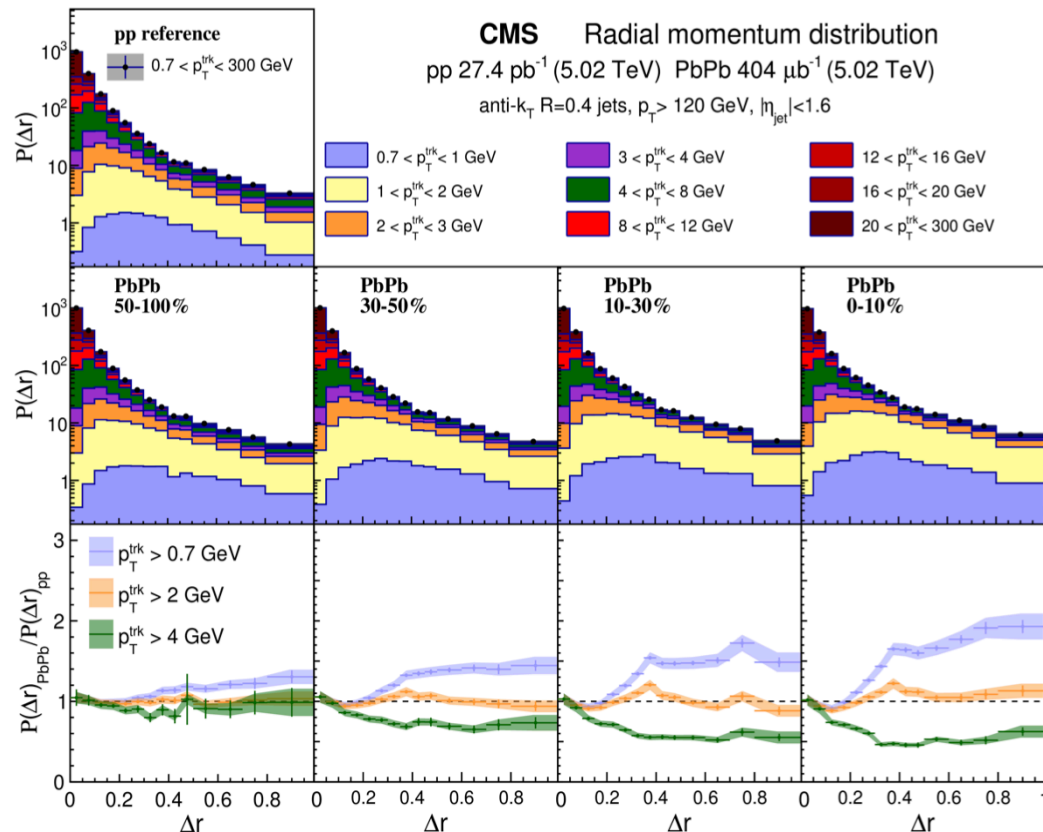 CMS Radial momentum distribution
pp 27.4 pb⁻¹ (5.02 TeV) PbPb 404 μb⁻¹ (5.02 TeV)
anti-k_T R=0.4 jets, p_T> 120 GeV, |η_jet|<1.6
pp reference
0.7 < p_T^trk < 300 GeV
0.7 < p_T^trk < 1 GeV
3 < p_T^trk < 4 GeV
12 < p_T^trk < 16 GeV
1 < p_T^trk < 2 GeV
4 < p_T^trk < 8 GeV
16 < p_T^trk < 20 GeV
2 < p_T^trk < 3 GeV
8 < p_T^trk < 12 GeV
20 < p_T^trk < 300 GeV
P(Δr)
10³
10²
10
1
PbPb
50-100%
PbPb
30-50%
PbPb
10-30%
PbPb
0-10%
P(Δr)
10³
10²
10
1
p_T^trk > 0.7 GeV
p_T^trk > 2 GeV
p_T^trk > 4 GeV
P(Δr)_PbPb/P(Δr)_pp
3
2
1
0
0 0.2 0.4 0.6 0.8
0 0.2 0.4 0.6 0.8
0 0.2 0.4 0.6 0.8
0 0.2 0.4 0.6 0.8 1
Δr
Δr
Δr
Δr